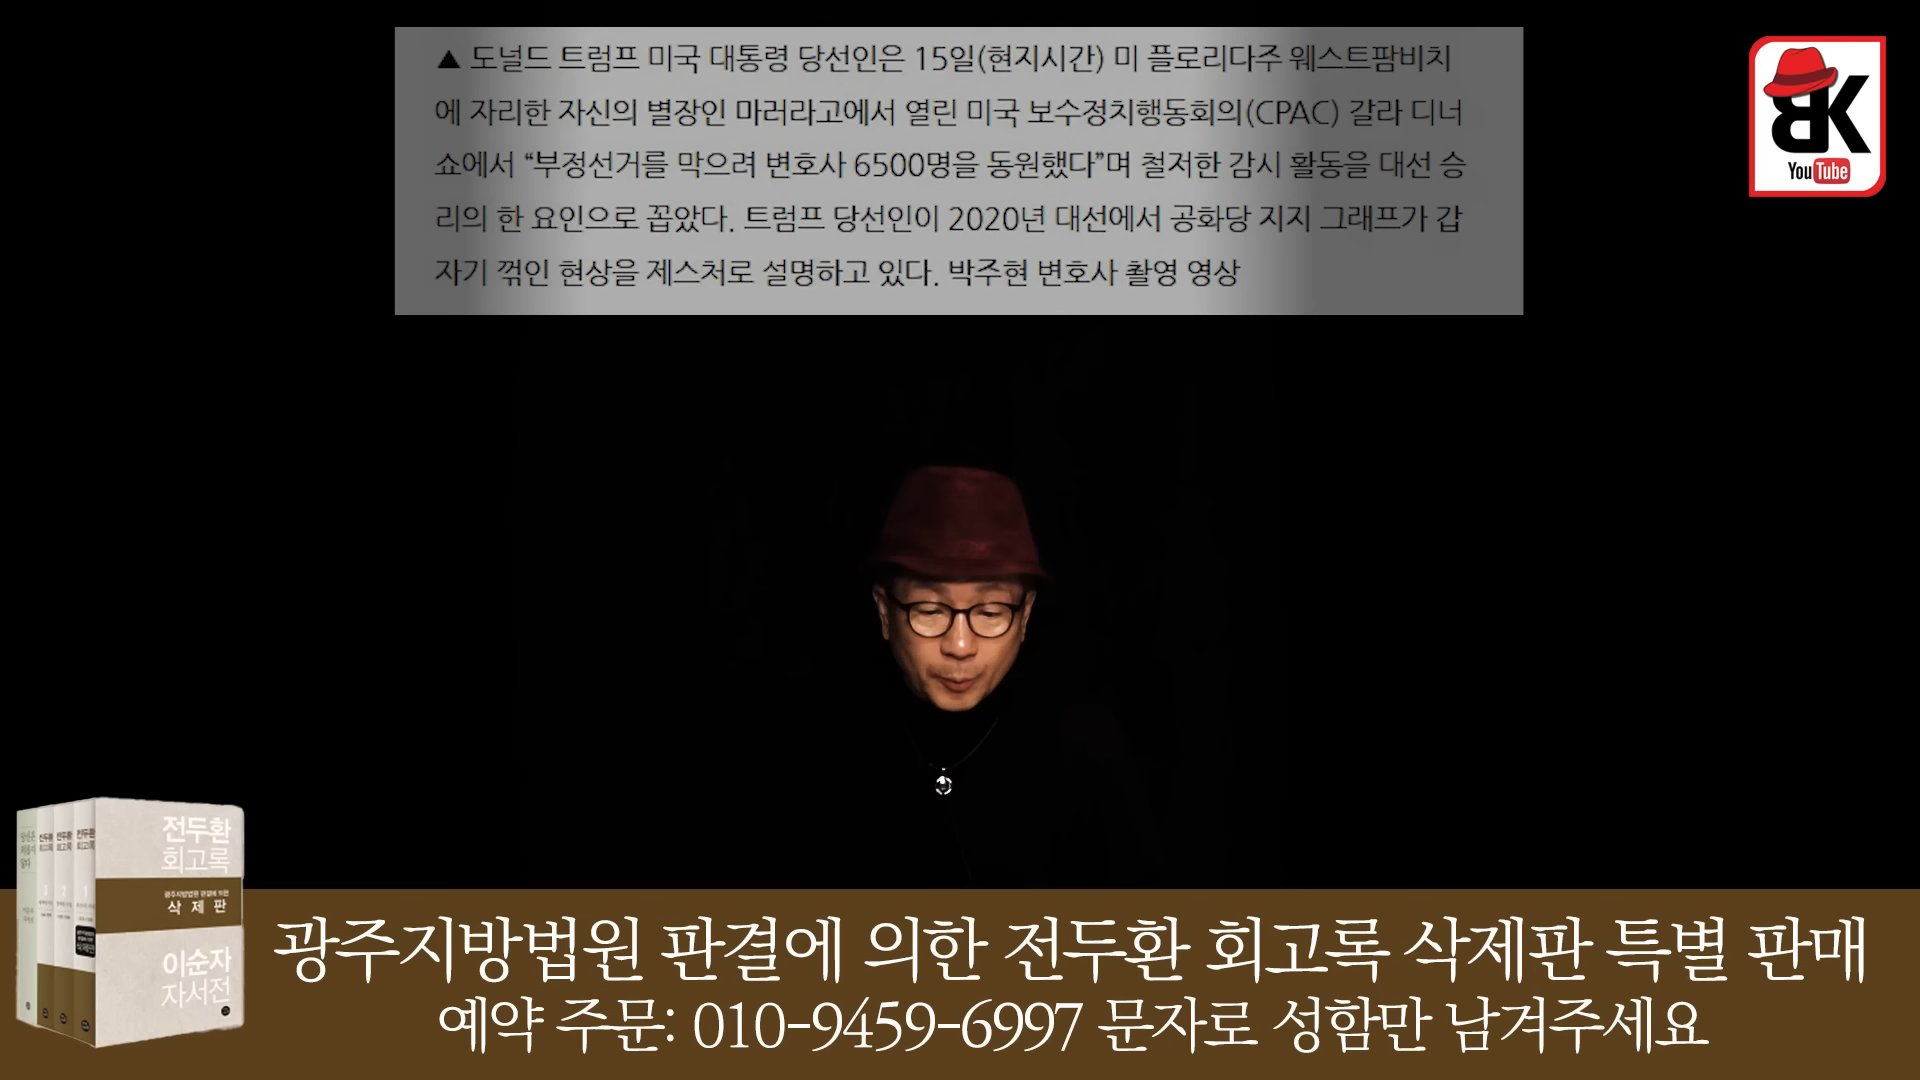 ▲ 도널드 트럼프 미국 대통령 당선인은 15일(현지시간) 미 플로리다주 웨스트팜비치
에 자리한 자신의 별장인 마러라고에서 열린 미국 보수정치행동회의(CPAC) 갈라 디너
쇼에서 “부정선거를 막으려 변호사 6500명을 동원했다”며 철저한 감시 활동을 대선 승
리의 한 요인으로 꼽았다. 트럼프 당선인이 2020년 대선에서 공화당 지지 그래프가 갑
자기 꺾인 현상을 제스처로 설명하고 있다. 박주현 변호사 촬영 영상
BK
YouTube
전두환
회고록
광주지방법원 판결에 의한
삭제판
이순자
자서전
광주지방법원 판결에 의한 전두환 회고록 삭제판 특별 판매
예약 주문: 010-9459-6997 문자로 성함만 남겨주세요